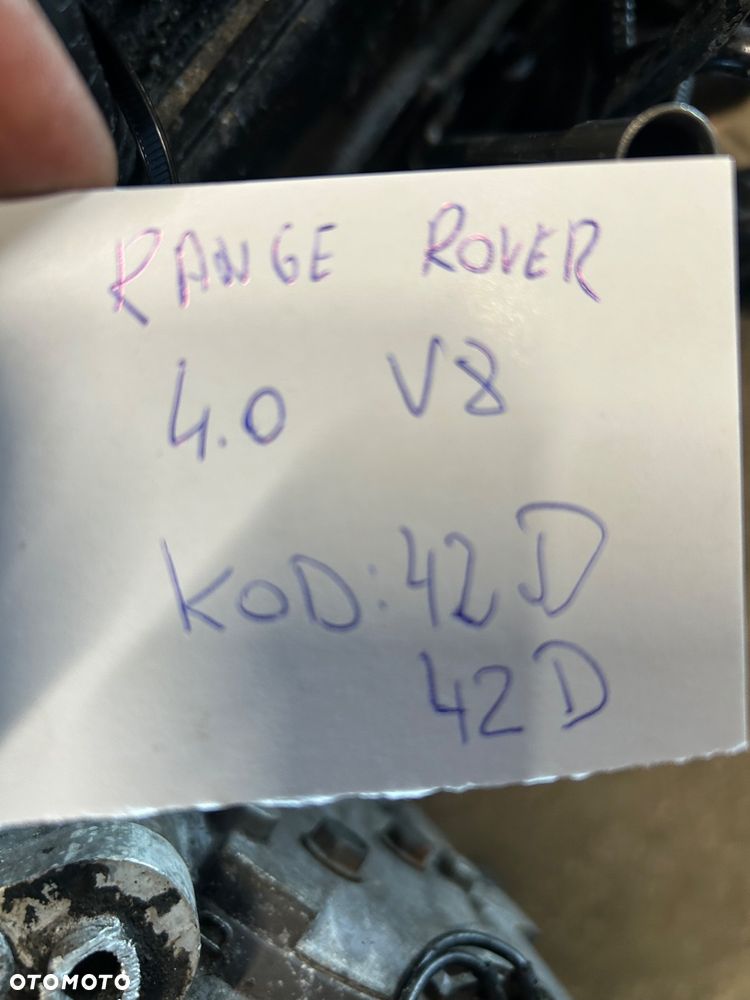 RANGE ROVER
4.0 V8
KOD: 42D
42D
OTOMOTO